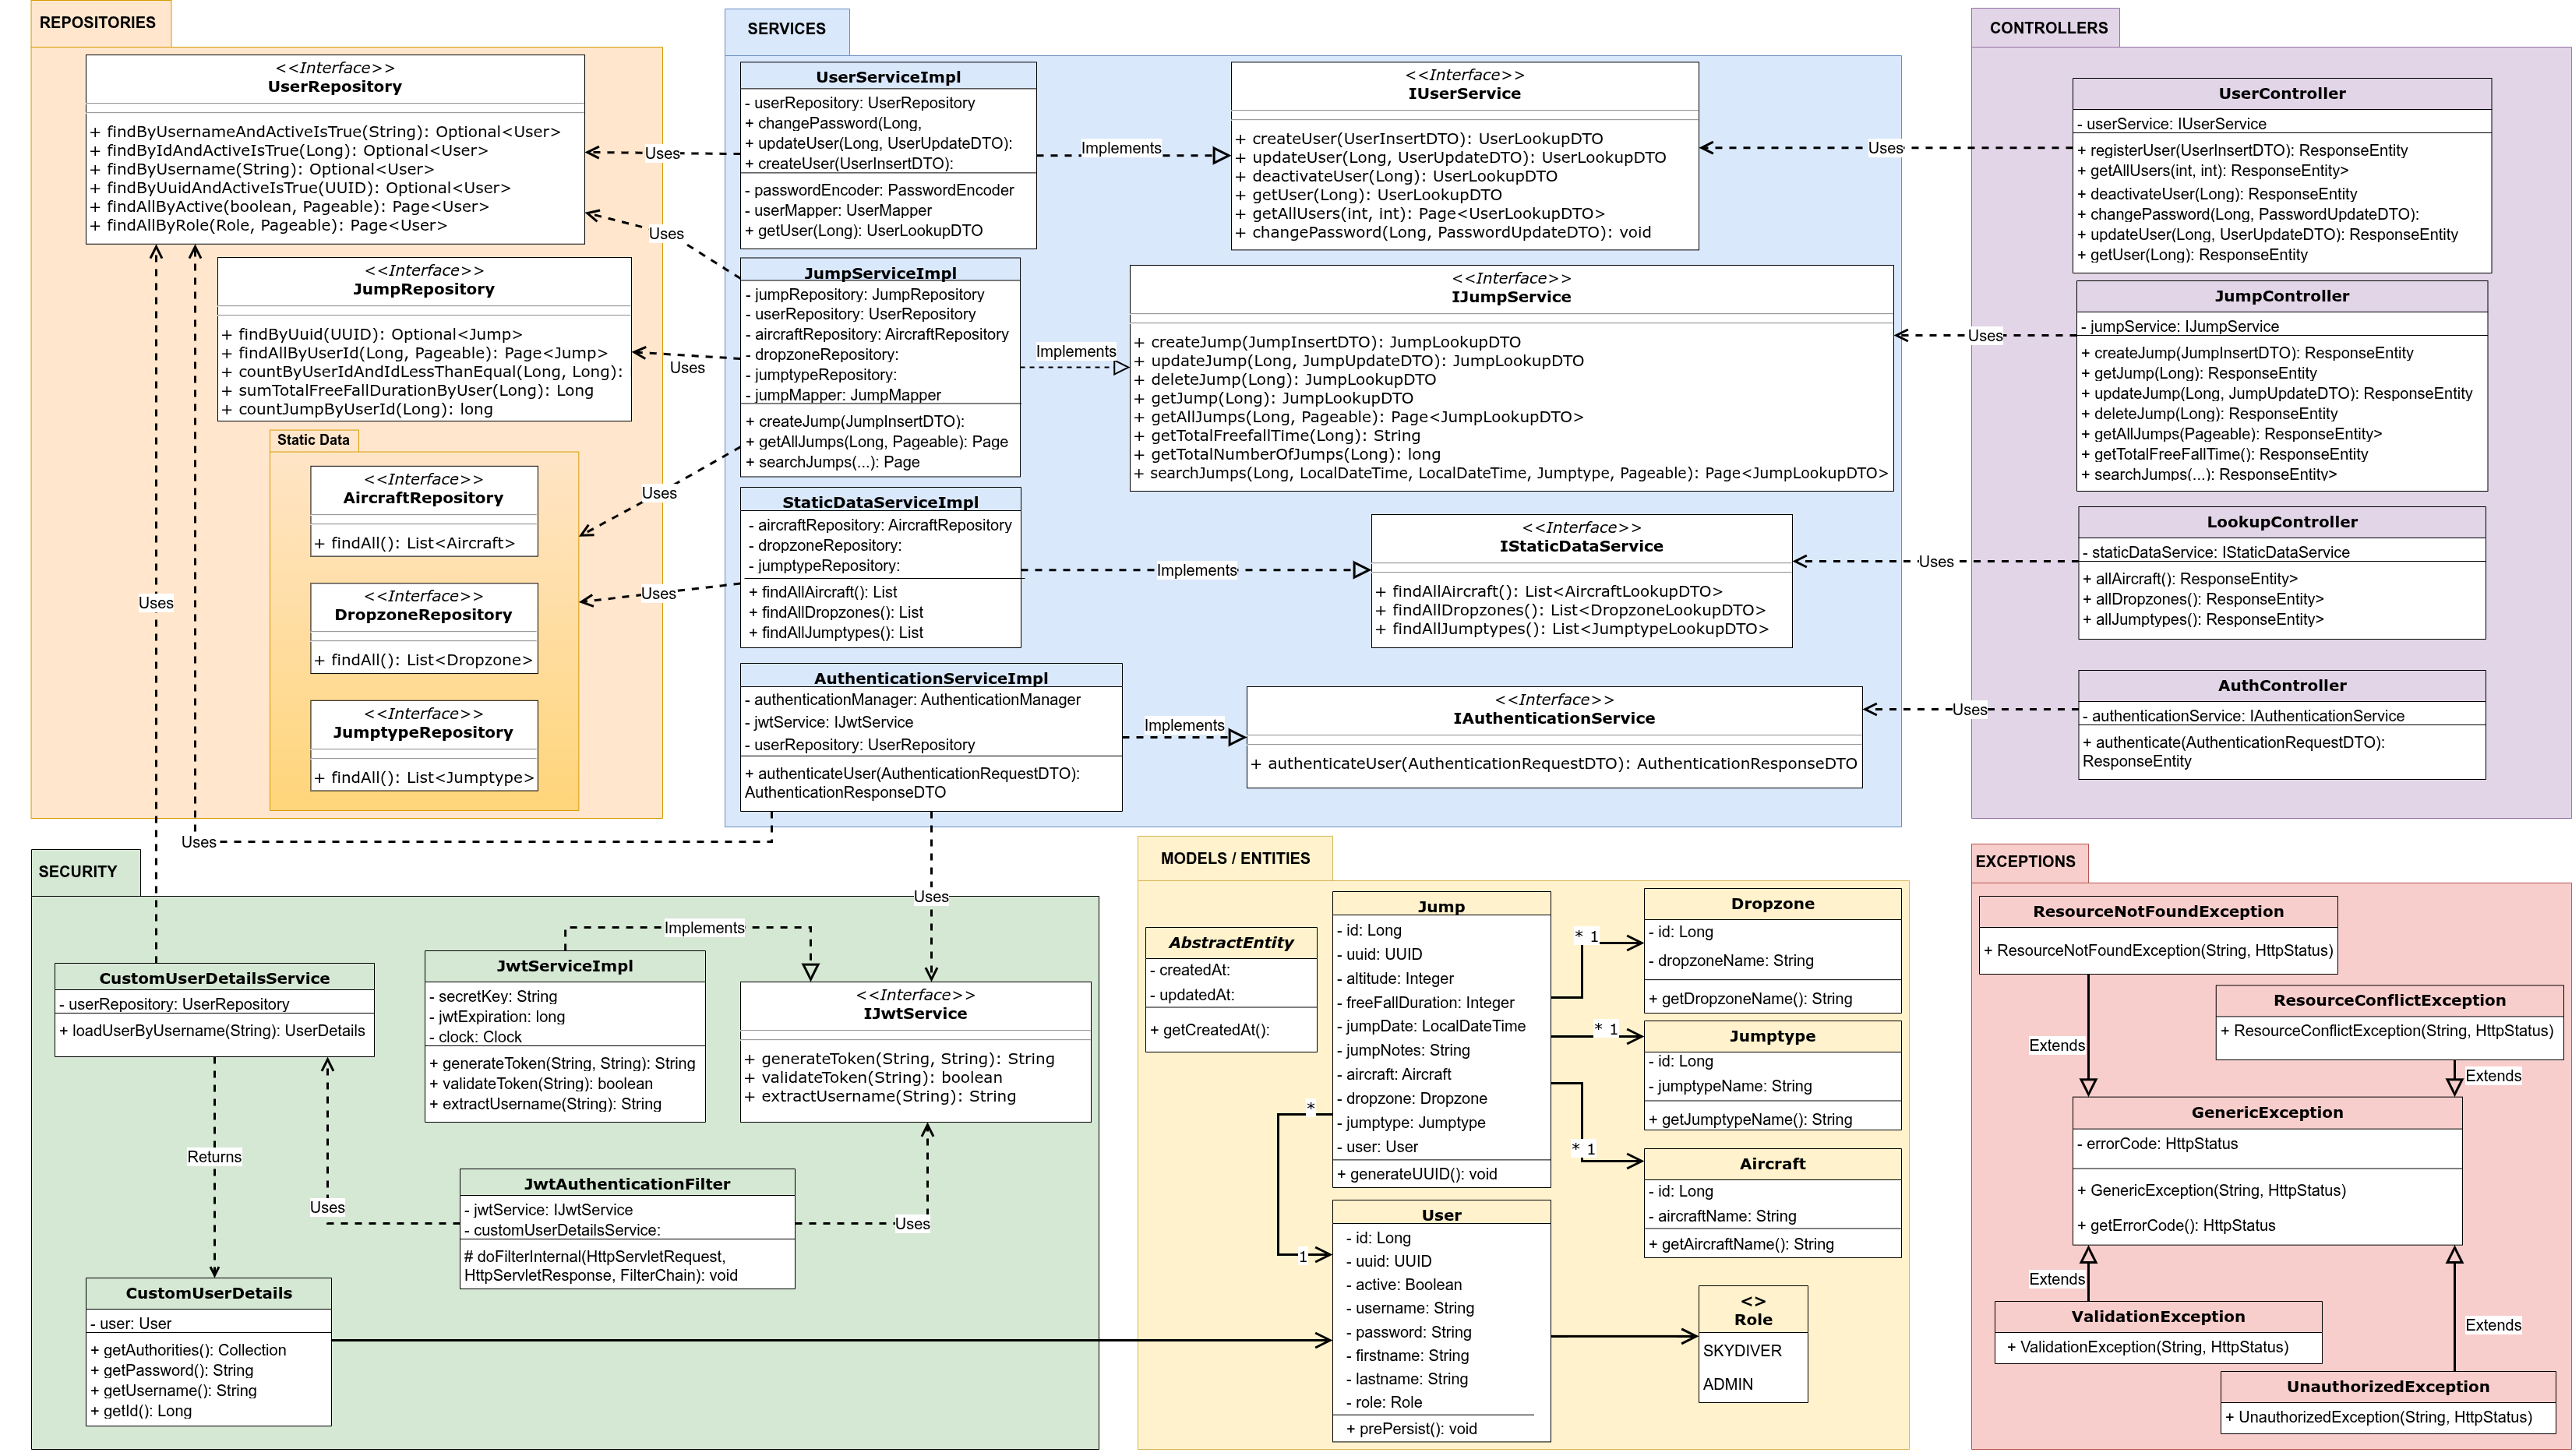 REPOSITORIES
<<Interface>>
UserRepository
+ findByUsernameAndActiveIsTrue(String): Optional<User>
+ findByIdAndActiveIsTrue(Long): Optional<User>
+ findByUsername(String): Optional<User>
+ findByUuidAndActiveIsTrue(UUID): Optional<User>
+ findAllByActive(boolean, Pageable): Page<User>
+ findAllByRole(Role, Pageable): Page<User>
<<Interface>>
JumpRepository
+ findByUuid(UUID): Optional<Jump>
+ findAllByUserId(Long, Pageable): Page<Jump>
+ countByUserIdAndIdLessThanEqual(Long, Long):
+ sumTotalFreeFallDurationByUser(): Long
+ countJumpByUserId(Long): long
Static Data
<<Interface>>
AircraftRepository
+ findAll(): List<Aircraft>
<<Interface>>
DropzoneRepository
+ findAll(): List<Dropzone>
<<Interface>>
JumptypeRepository
+ findAll(): List<Jumptype>
Uses
Uses
Uses
Uses
Uses
Uses
Uses
SERVICES
UserServiceImpl
- userRepository: UserRepository
+ changePassword(Long,
+ updateUser(Long, UserUpdateDTO):
+ createUser(UserInsertDTO):
- passwordEncoder: PasswordEncoder
- userMapper: UserMapper
+ getUser(Long): UserLookupDTO
Implements
<<Interface>>
IUserService
+ createUser(UserInsertDTO): UserLookupDTO
+ updateUser(Long, UserUpdateDTO): UserLookupDTO
+ deactivateUser(Long): UserLookupDTO
+ getUser(Long): UserLookupDTO
+ getAllUsers(int, int): Page<UserLookupDTO>
+ changePassword(Long, PasswordUpdateDTO): void
JumpServiceImpl
- jumpRepository: JumpRepository
- userRepository: UserRepository
- aircraftRepository: AircraftRepository
- dropzoneRepository:
- jumptypeRepository:
- jumpMapper: JumpMapper
+ createJump(JumpInsertDTO):
+ getAllJumps(Long, Pageable): Page
+ searchJumps(...): Page
Implements
<<Interface>>
IJumpService
+ createJump(JumpInsertDTO): JumpLookupDTO
+ updateJump(Long, JumpUpdateDTO): JumpLookupDTO
+ deleteJump(Long): JumpLookupDTO
+ getJump(Long): JumpLookupDTO
+ getAllJumps(Long, Pageable): Page<JumpLookupDTO>
+ getTotalFreefallTime(Long): String
+ getTotalNumberOfJumps(Long): long
+ searchJumps(Long, LocalDateTime, LocalDateTime, Jumptype, Pageable): Page<JumpLookupDTO>
StaticDataServiceImpl
- aircraftRepository: AircraftRepository
- dropzoneRepository:
- jumptypeRepository:
+ findAllAircraft(): List
+ findAllDropzones(): List
+ findAllJumptypes(): List
Implements
<<Interface>>
IStaticDataService
+ findAllAircraft(): List<AircraftLookupDTO>
+ findAllDropzones(): List<DropzoneLookupDTO>
+ findAllJumptypes(): List<JumptypeLookupDTO>
AuthenticationServiceImpl
- authenticationManager: AuthenticationManager
- jwtService: IJwtService
- userRepository: UserRepository
+ authenticateUser(AuthenticationRequestDTO):
AuthenticationResponseDTO
Implements
<<Interface>>
IAuthenticationService
+ authenticateUser(AuthenticationRequestDTO): AuthenticationResponseDTO
Uses
Uses
Uses
Uses
Uses
CONTROLLERS
UserController
- userService: IUserService
+ registerUser(UserInsertDTO): ResponseEntity
+ getAllUsers(int, int): ResponseEntity>
+ deactivateUser(Long): ResponseEntity
+ changePassword(Long, PasswordUpdateDTO):
+ updateUser(Long, UserUpdateDTO): ResponseEntity
+ getUser(Long): ResponseEntity
JumpController
- jumpService: IJumpService
+ createJump(JumpInsertDTO): ResponseEntity
+ getJump(Long): ResponseEntity
+ updateJump(Long, JumpUpdateDTO): ResponseEntity
+ deleteJump(Long): ResponseEntity
+ getAllJumps(Pageable): ResponseEntity>
+ getTotalFreeFallTime(): ResponseEntity
+ searchJumps(...): ResponseEntity>
LookupController
- staticDataService: IStaticDataService
+ allAircraft(): ResponseEntity>
+ allDropzones(): ResponseEntity>
+ allJumptypes(): ResponseEntity>
AuthController
- authenticationService: IAuthenticationService
+ authenticate(AuthenticationRequestDTO):
ResponseEntity
SECURITY
CustomUserDetailsService
- userRepository: UserRepository
+ loadUserByUsername(String): UserDetails
Implements
JwtServiceImpl
- secretKey: String
- jwtExpiration: long
- clock: Clock
+ generateToken(String, String): String
+ validateToken(String): boolean
+ extractUsername(String): String
<<Interface>>
IJwtService
+ generateToken(String, String): String
+ validateToken(String): boolean
+ extractUsername(String): String
Returns
Uses
Uses
JwtAuthenticationFilter
- jwtService: IJwtService
- customUserDetailsService:
# doFilterInternal(HttpServletRequest,
HttpServletResponse, FilterChain): void
CustomUserDetails
- user: User
+ getAuthorities(): Collection
+ getPassword(): String
+ getUsername(): String
+ getId(): Long
MODELS / ENTITIES
AbstractEntity
- createdAt:
- updatedAt:
+ getCreatedAt():
Jump
- id: Long
- uuid: UUID
- altitude: Integer
- freeFallDuration: Integer
- jumpDate: LocalDateTime
- jumpNotes: String
- aircraft: Aircraft
- dropzone: Dropzone
- jumptype: Jumptype
- user: User
+ generateUUID(): void
* 1
* 1
* 1
*
1
Dropzone
- id: Long
- dropzoneName: String
+ getDropzoneName(): String
Jumptype
- id: Long
- jumptypeName: String
+ getJumptypeName(): String
Aircraft
- id: Long
- aircraftName: String
+ getAircraftName(): String
User
- id: Long
- uuid: UUID
- active: Boolean
- username: String
- password: String
- firstname: String
- lastname: String
- role: Role
+ prePersist(): void
<>
Role
SKYDIVER
ADMIN
EXCEPTIONS
ResourceNotFoundException
+ ResourceNotFoundException(String, HttpStatus)
ResourceConflictException
+ ResourceConflictException(String, HttpStatus)
Extends
Extends
GenericException
- errorCode: HttpStatus
+ GenericException(String, HttpStatus)
+ getErrorCode(): HttpStatus
Extends
Extends
ValidationException
+ ValidationException(String, HttpStatus)
UnauthorizedException
+ UnauthorizedException(String, HttpStatus)